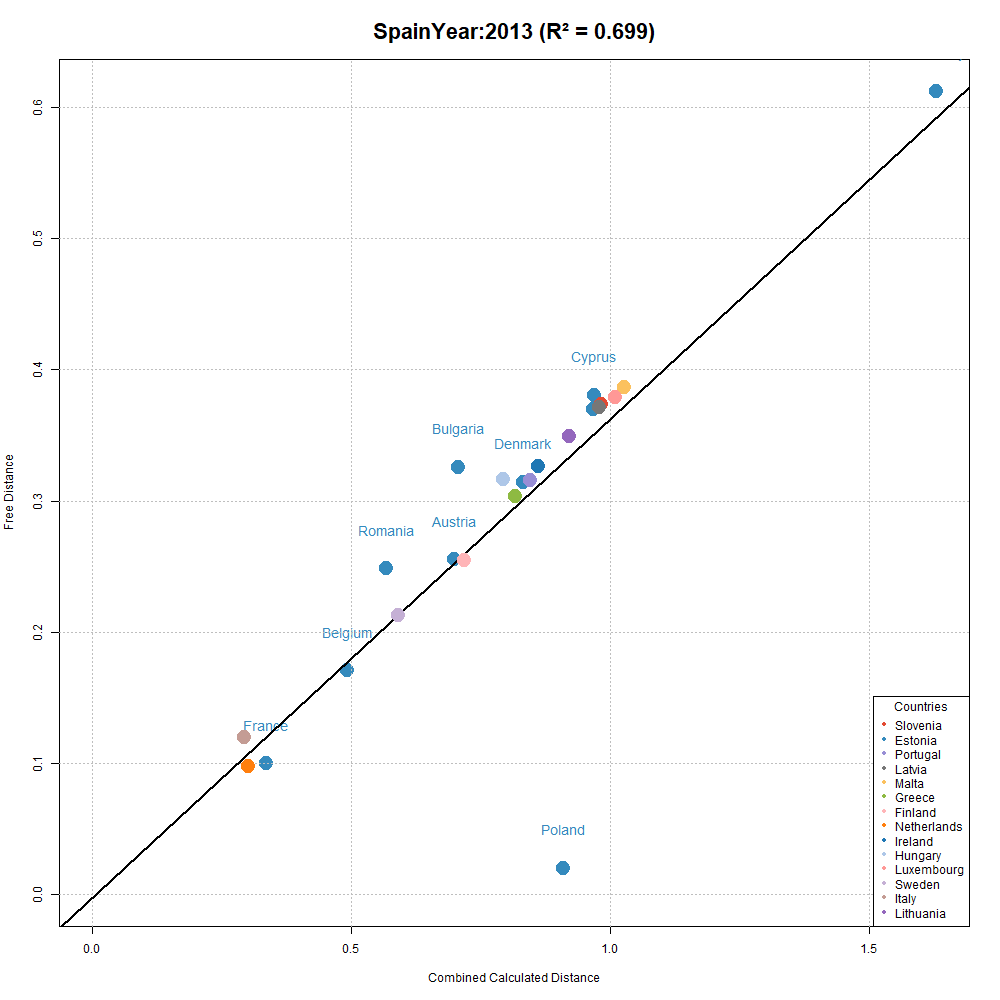 SpainYear:2013 (R² = 0.699)
Free Distance
0.6
0.5
0.4
0.3
0.2
0.1
0.0
Cyprus
Bulgaria
Denmark
Austria
Romania
Belgium
France
Poland
Countries
Slovenia
Estonia
Portugal
Latvia
Malta
Greece
Finland
Netherlands
Ireland
Hungary
Luxembourg
Sweden
Italy
Lithuania
0.0 0.5 1.0 1.5
Combined Calculated Distance